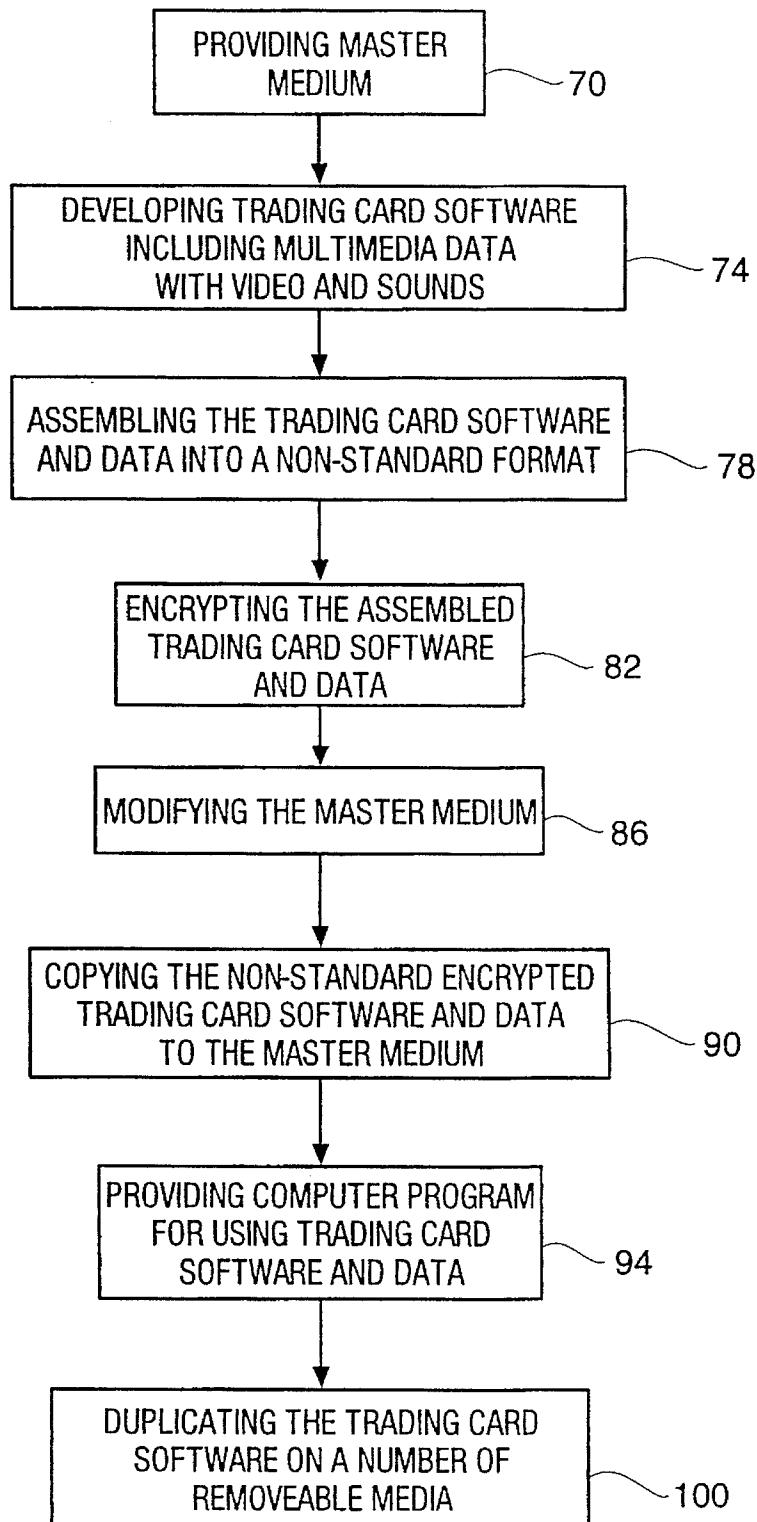 PROVIDING MASTER
MEDIUM
70
DEVELOPING TRADING CARD SOFTWARE
INCLUDING MULTIMEDIA DATA
WITH VIDEO AND SOUNDS
74
ASSEMBLING THE TRADING CARD SOFTWARE
AND DATA INTO A NON-STANDARD FORMAT
78
ENCRYPTING THE ASSEMBLED
TRADING CARD SOFTWARE
AND DATA
82
MODIFYING THE MASTER MEDIUM
86
COPYING THE NON-STANDARD ENCRYPTED
TRADING CARD SOFTWARE AND DATA
TO THE MASTER MEDIUM
90
PROVIDING COMPUTER PROGRAM
FOR USING TRADING CARD
SOFTWARE AND DATA
94
DUPLICATING THE TRADING CARD
SOFTWARE ON A NUMBER OF
REMOVEABLE MEDIA
100